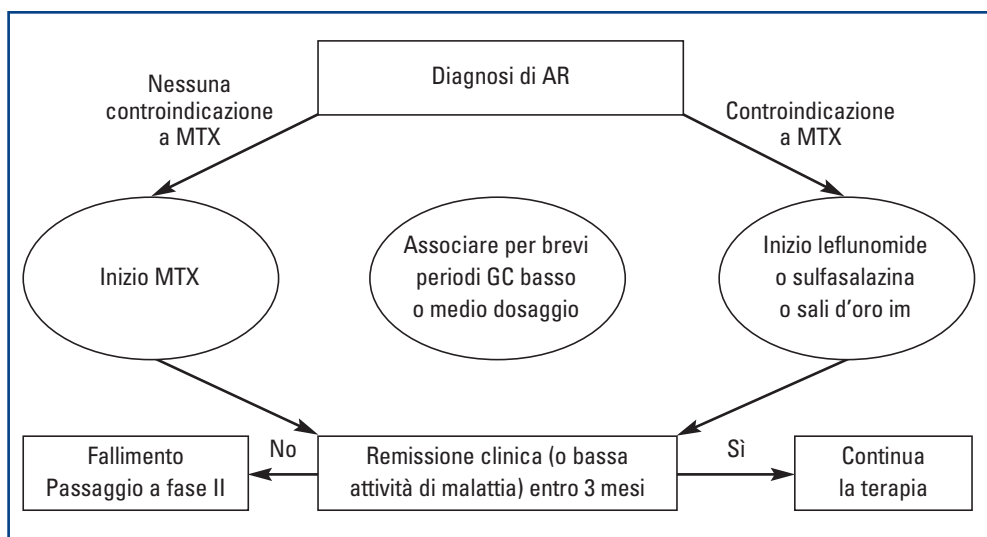 Diagnosi di AR
Nessuna
controindicazione
a MTX
Controindicazione
a MTX
Inizio MTX
Associare per brevi
periodi GC basso
o medio dosaggio
Inizio leflunomide
o sulfasalazina
o sali d'oro im
Fallimento
Passaggio a fase II
No
Remissione clinica (o bassa
attività di malattia) entro 3 mesi
Sì
Continua
la terapia